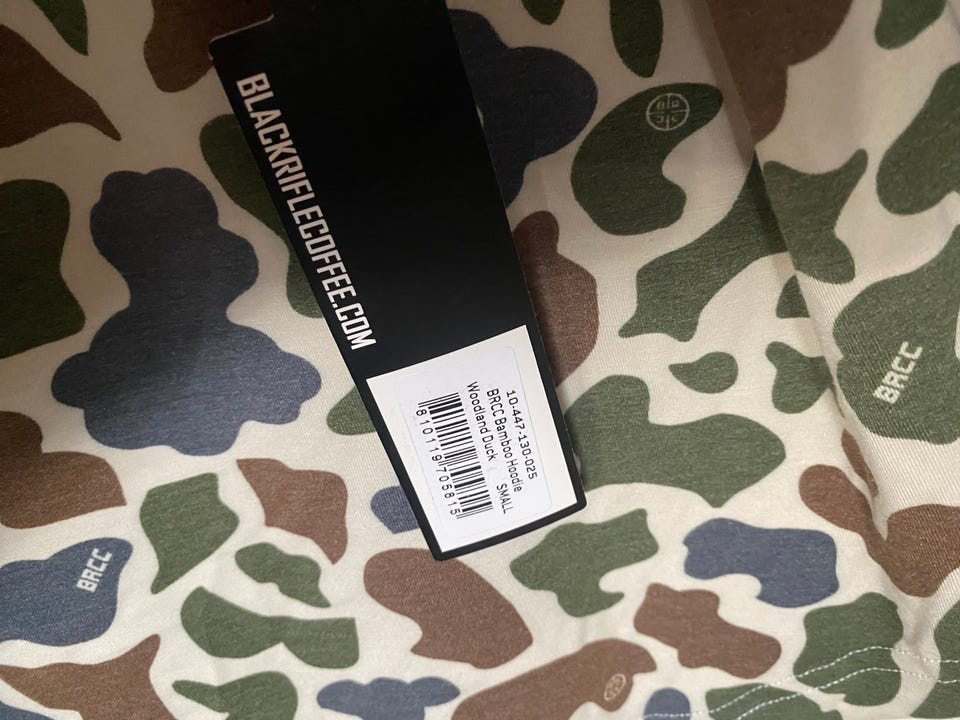 BLACKRIFLECOFFEE.COM
10-447-130-025
BRCC Bamboo Hoodie
Woodland Duck SMALL
810119705815
BRCC
BRCC